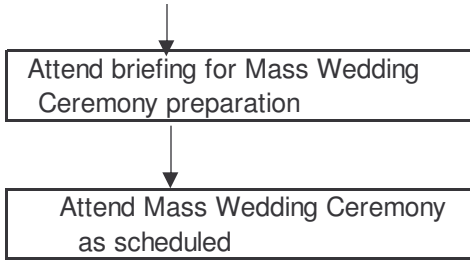 Attend briefing for Mass Wedding
Ceremony preparation
Attend Mass Wedding Ceremony
as scheduled